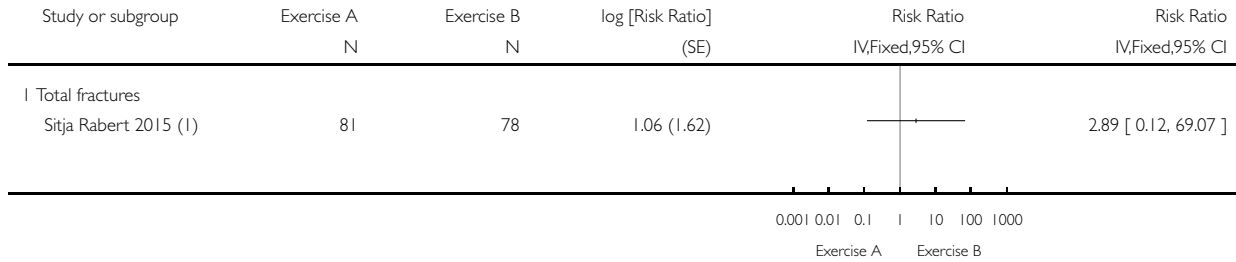 Study or subgroup Exercise A Exercise B log [Risk Ratio] Risk Ratio Risk Ratio
N N (SE) IV,Fixed,95% CI IV,Fixed,95% CI
1 Total fractures
Sitja Rabert 2015 (1) 81 78 1.06 (1.62) 2.89 [ 0.12, 69.07 ]
0.001 0.01 0.1 1 10 100 1000
Exercise A Exercise B